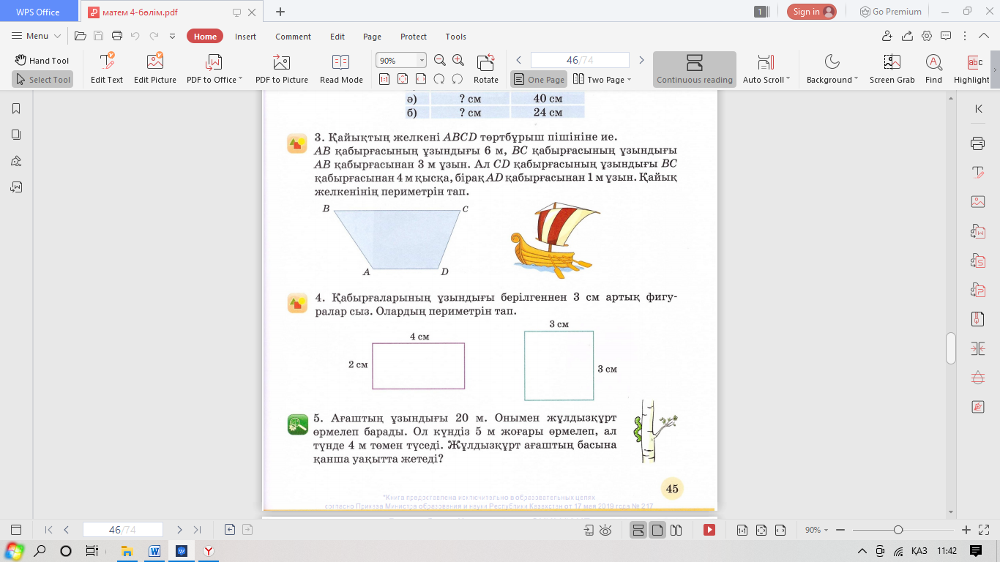 WPS Office
матем 4-бөлім.pdf
1
Sign in
Go Premium
Menu
Home
Insert
Comment
Edit
Page
Protect
Tools
Hand Tool
Select Tool
Edit Text
Edit Picture
PDF to Office
PDF to Picture
Read Mode
90%
Rotate
46/74
One Page
Two Page
Continuous reading
Auto Scroll
Background
Screen Grab
Find
Highlight
ә) ? см 40 см
б) ? см 24 см
3. Қайықтың желкені ABCD төртбұрыш пішініне ие.
AB қабырғасының ұзындығы 6 м, BC қабырғасының ұзындығы
AB қабырғасынан 3 м ұзын. Ал CD қабырғасының ұзындығы BC
қабырғасынан 4 м қысқа, бірақ AD қабырғасынан 1 м ұзын. Қайық
желкенінің периметрін тап.
B C
A D
4. Қабырғаларының ұзындығы берілгеннен 3 см артық фигу-
ралар сыз. Олардың периметрін тап.
4 см
2 см
3 см
3 см
5. Ағаштың ұзындығы 20 м. Онымен жұлдызқұрт
өрмелеп барады. Ол күндіз 5 м жоғары өрмелеп, ал
түнде 4 м төмен түседі. Жұлдызқұрт ағаштың басына
қанша уақытта жетеді?
45
*Книга предоставлена исключительно в образовательных целях
согласно Приказа Министра образования и науки Республики Казахстан от 17 мая 2019 года № 217
46/74
90%
ҚАЗ
11:42